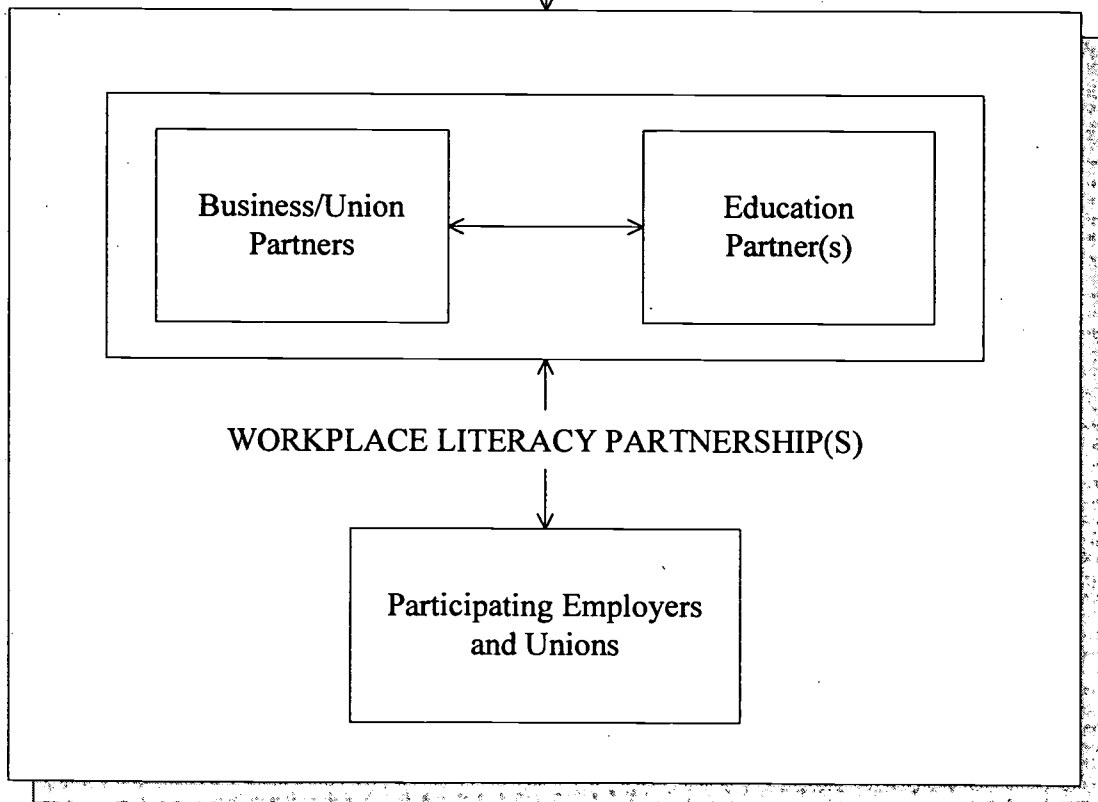 Business/Union
Partners
Education
Partner(s)
WORKPLACE LITERACY PARTNERSHIP(S)
Participating Employers
and Unions